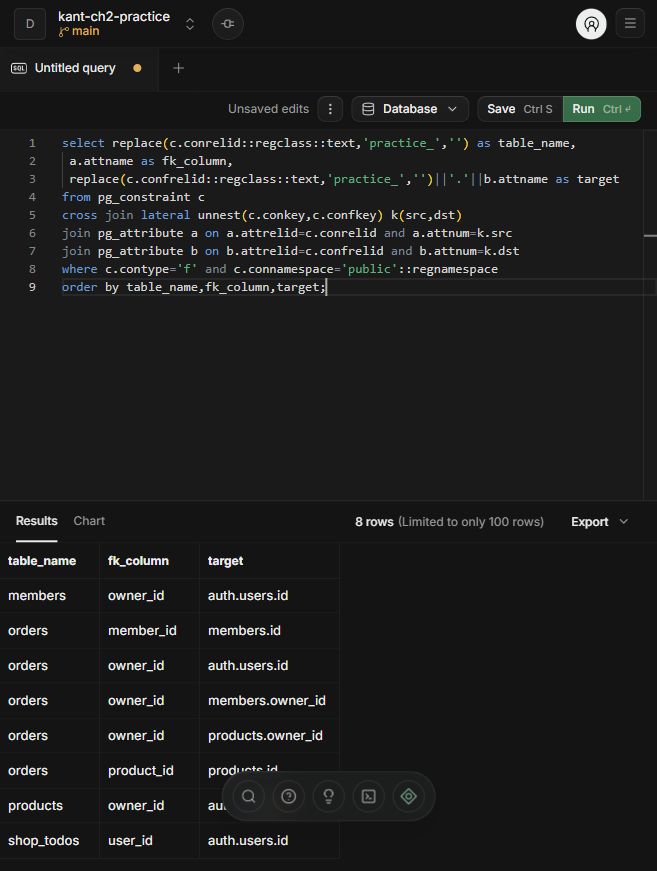 D
kant-ch2-practice
main
SQL Untitled query
Unsaved edits
Database
Save Ctrl S
Run Ctrl ↵
1 select replace(c.conrelid::regclass::text,'practice_','') as table_name,
2 a.attname as fk_column,
3 replace(c.confrelid::regclass::text,'practice_','')||'.'||b.attname as target
4 from pg_constraint c
5 cross join lateral unnest(c.conkey,c.confkey) k(src,dst)
6 join pg_attribute a on a.attrelid=c.conrelid and a.attnum=k.src
7 join pg_attribute b on b.attrelid=c.confrelid and b.attnum=k.dst
8 where c.contype='f' and c.connamespace='public'::regnamespace
9 order by table_name,fk_column,target;
Results Chart 8 rows (Limited to only 100 rows) Export
table_name fk_column target
members owner_id auth.users.id
orders member_id members.id
orders owner_id auth.users.id
orders owner_id members.owner_id
orders owner_id products.owner_id
orders product_id products.id
products owner_id
shop_todos user_id auth.users.id